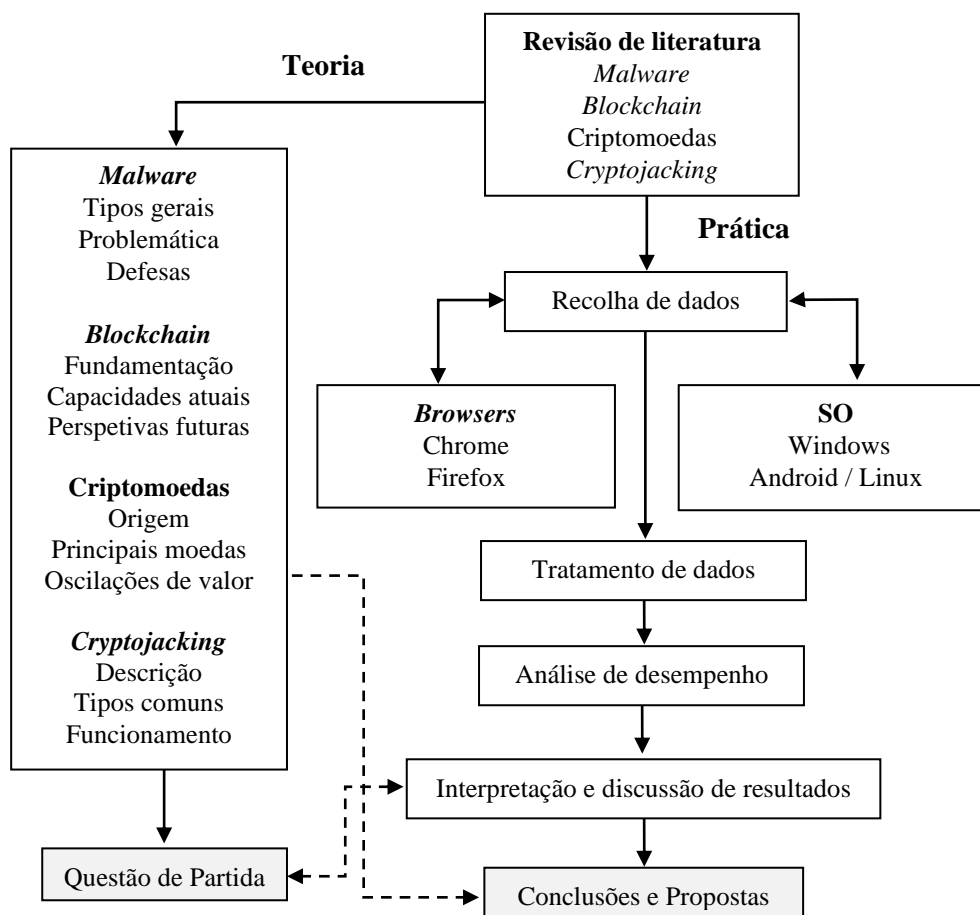 Revisão de literatura
Malware
Blockchain
Criptomoedas
Cryptojacking
Teoria
Malware
Tipos gerais
Problemática
Defesas
Blockchain
Fundamentação
Capacidades atuais
Perspetivas futuras
Criptomoedas
Origem
Principais moedas
Oscilações de valor
Cryptojacking
Descrição
Tipos comuns
Funcionamento
Questão de Partida
Prática
Recolha de dados
Browsers
Chrome
Firefox
SO
Windows
Android / Linux
Tratamento de dados
Análise de desempenho
Interpretação e discussão de resultados
Conclusões e Propostas